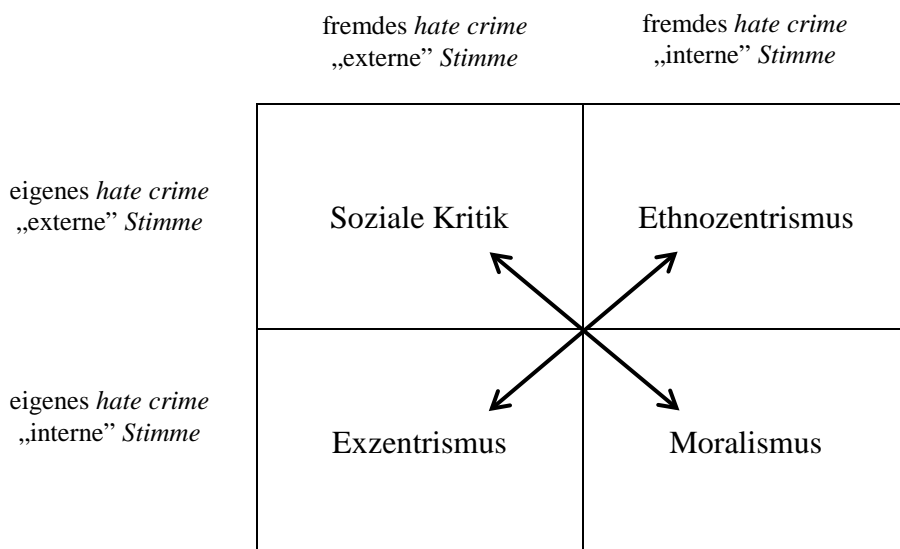 fremdes hate crime
„externe” Stimme
fremdes hate crime
„interne” Stimme
eigenes hate crime
„externe” Stimme
Soziale Kritik
Ethnozentrismus
eigenes hate crime
„interne” Stimme
Exzentrismus
Moralismus